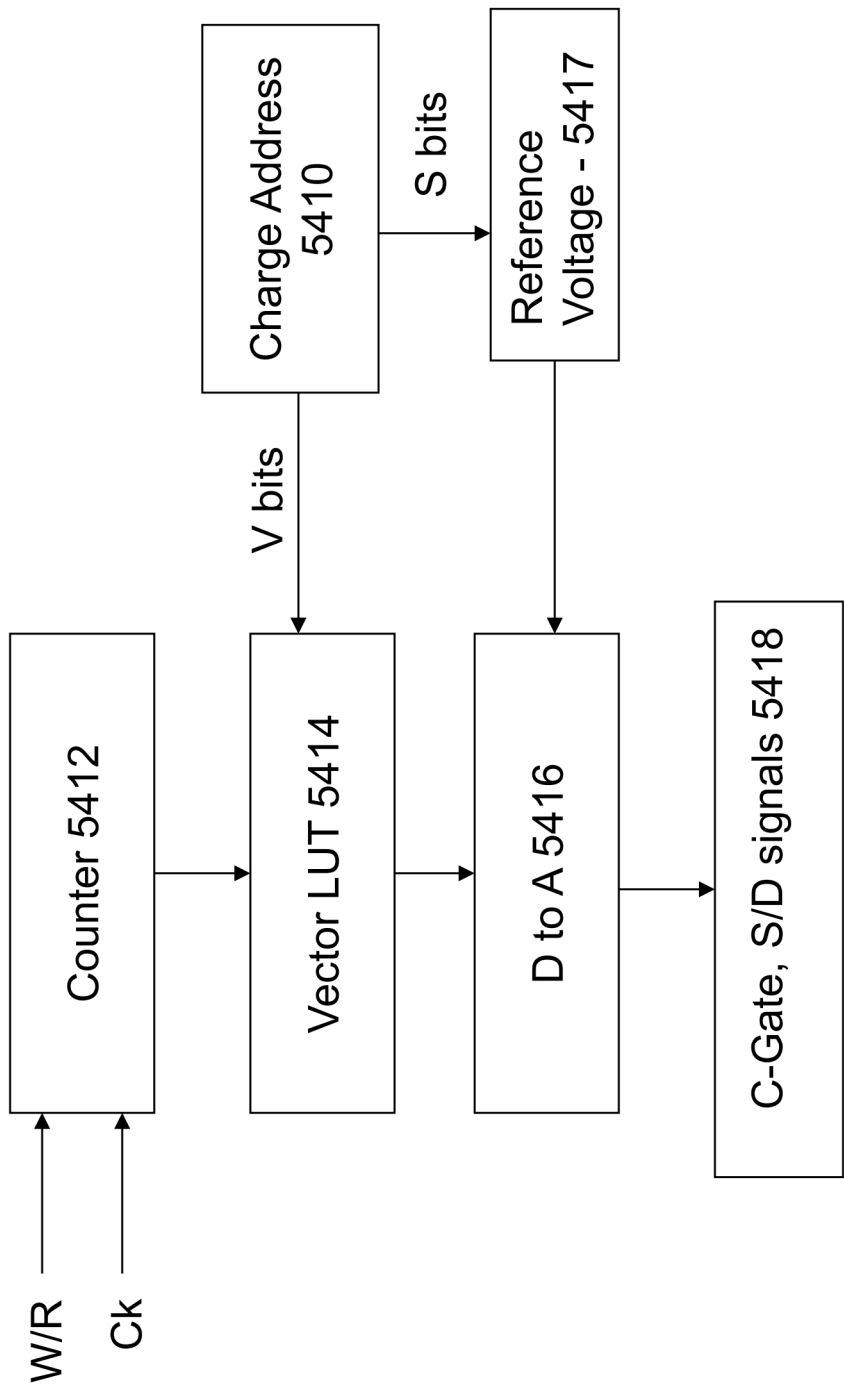 W/R
Ck
Counter 5412
Vector LUT 5414
D to A 5416
C-Gate, S/D signals 5418
V bits
Charge Address
5410
S bits
Reference
Voltage - 5417